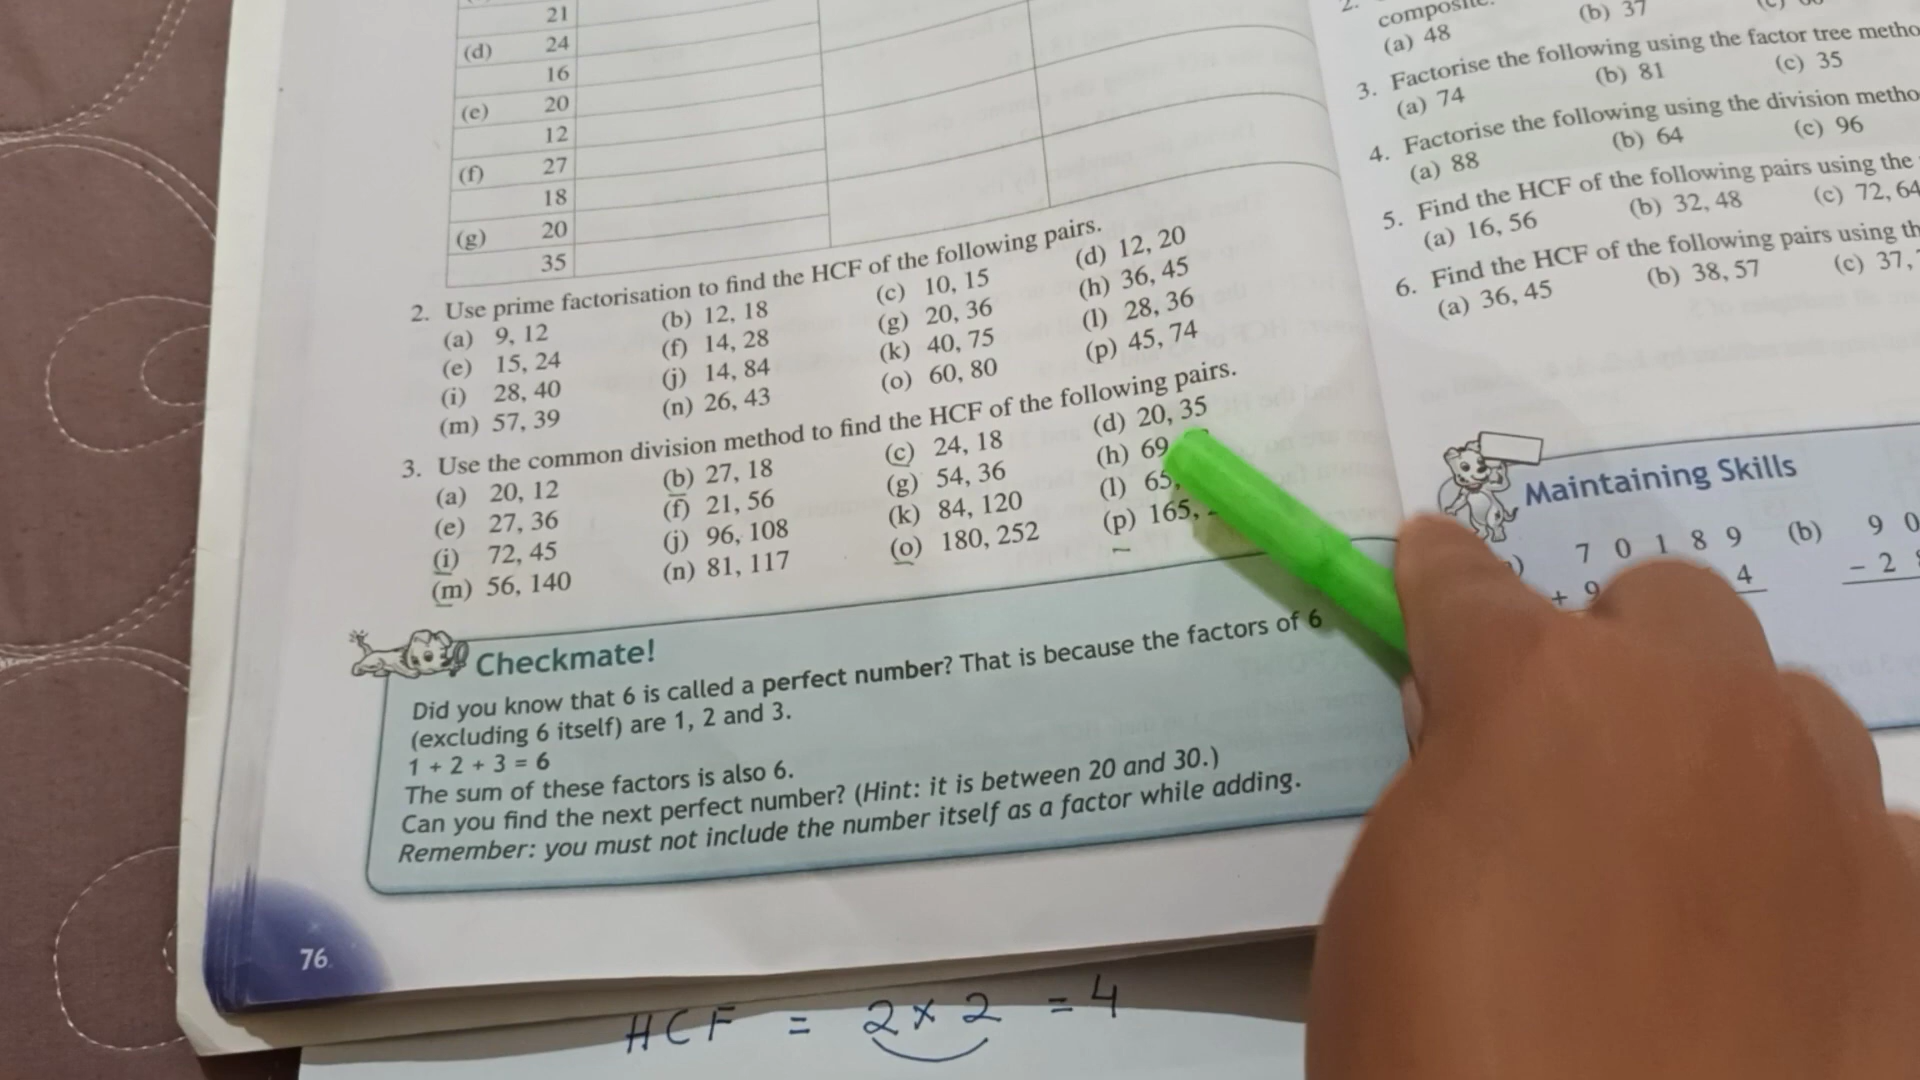 21
(d) 24
16
(e) 20
12
(f) 27
18
(g) 20
35
2. Use prime factorisation to find the HCF of the following pairs.
(a) 9, 12 (b) 12, 18 (c) 10, 15 (d) 12, 20
(e) 15, 24 (f) 14, 28 (g) 20, 36 (h) 36, 45
(i) 28, 40 (j) 14, 84 (k) 40, 75 (l) 28, 36
(m) 57, 39 (n) 26, 43 (o) 60, 80 (p) 45, 74
3. Use the common division method to find the HCF of the following pairs.
(a) 20, 12 (b) 27, 18 (c) 24, 18 (d) 20, 35
(e) 27, 36 (f) 21, 56 (g) 54, 36 (h) 69
(i) 72, 45 (j) 96, 108 (k) 84, 120 (l) 65,
(m) 56, 140 (n) 81, 117 (o) 180, 252 (p) 165,
Checkmate!
Did you know that 6 is called a perfect number? That is because the factors of 6
(excluding 6 itself) are 1, 2 and 3.
1 + 2 + 3 = 6
The sum of these factors is also 6.
Can you find the next perfect number? (Hint: it is between 20 and 30.)
Remember: you must not include the number itself as a factor while adding.
76
HCF = 2 × 2 = 4
2. composite.
(a) 48 (b) 37
3. Factorise the following using the factor tree metho
(a) 74 (b) 81 (c) 35
4. Factorise the following using the division metho
(a) 88 (b) 64 (c) 96
5. Find the HCF of the following pairs using the
(a) 16, 56 (b) 32, 48 (c) 72, 64
6. Find the HCF of the following pairs using th
(a) 36, 45 (b) 38, 57 (c) 37,
Maintaining Skills
7 0 1 8 9 (b) 9 0
+ 9 4 - 2